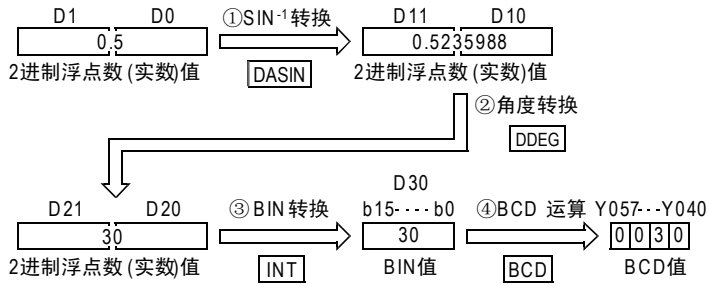 D1 D0 ①SIN⁻¹转换 D11 D10
0.5 0.5235988
2进制浮点数(实数)值 DASIN 2进制浮点数(实数)值
②角度转换
DDEG
D30
D21 D20 ③BIN转换 b15----b0 ④BCD 运算 Y057---Y040
30 30 0 0 3 0
2进制浮点数(实数)值 INT BIN值 BCD BCD值